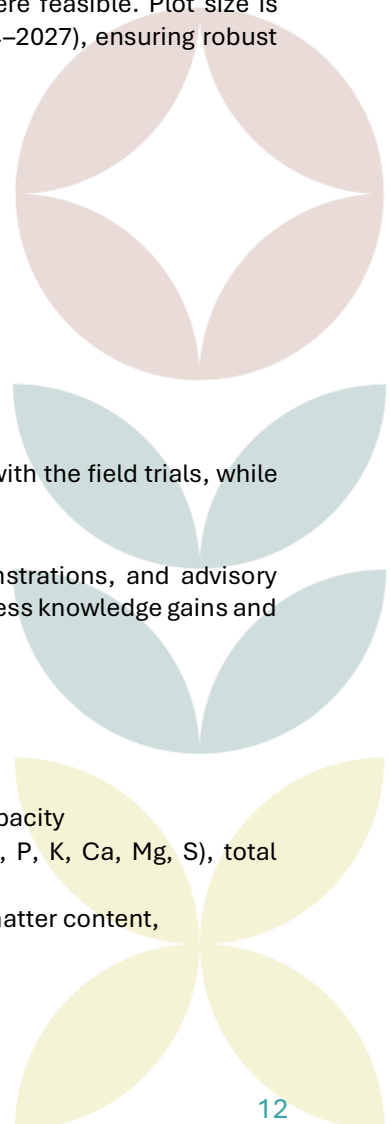 ere feasible. Plot size is
–2027), ensuring robust
with the field trials, while
nstrations, and advisory
ess knowledge gains and
pacity
, P, K, Ca, Mg, S), total
natter content,
12